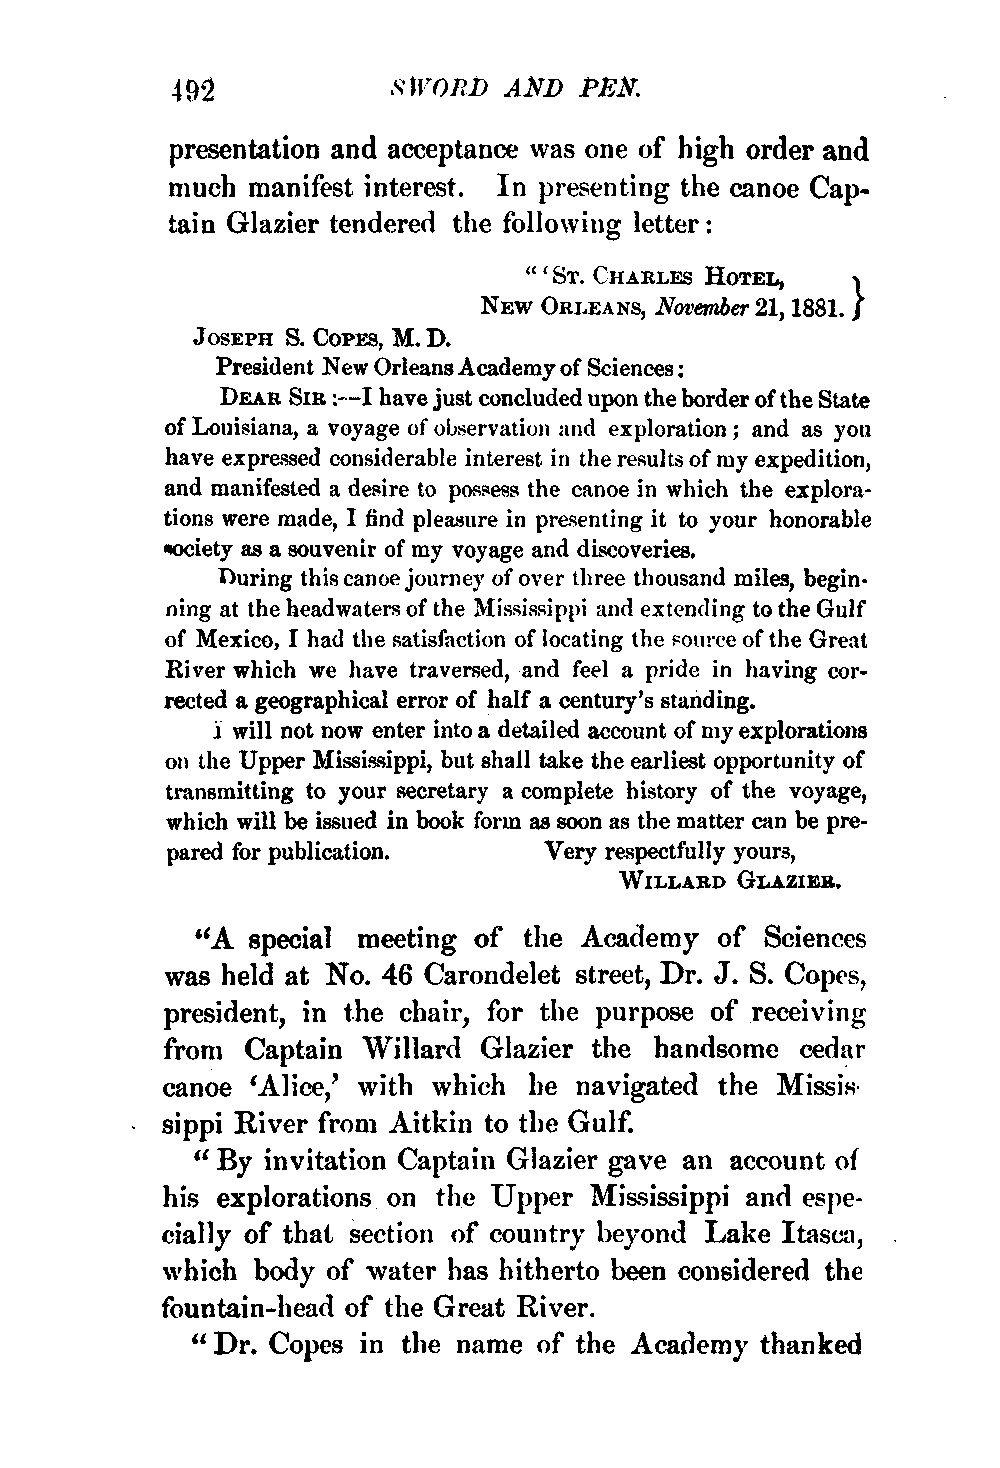 492 SWORD AND PEN.
presentation and acceptance was one of high order and
much manifest interest. In presenting the canoe Cap-
tain Glazier tendered the following letter:
"'ST. CHARLES HOTEL, }
NEW ORLEANS, November 21, 1881.
JOSEPH S. COPES, M. D.
President New Orleans Academy of Sciences:
DEAR SIR:--I have just concluded upon the border of the State
of Louisiana, a voyage of observation and exploration; and as you
have expressed considerable interest in the results of my expedition,
and manifested a desire to possess the canoe in which the explora-
tions were made, I find pleasure in presenting it to your honorable
society as a souvenir of my voyage and discoveries.
During this canoe journey of over three thousand miles, begin-
ning at the headwaters of the Mississippi and extending to the Gulf
of Mexico, I had the satisfaction of locating the source of the Great
River which we have traversed, and feel a pride in having cor-
rected a geographical error of half a century's standing.
I will not now enter into a detailed account of my explorations
on the Upper Mississippi, but shall take the earliest opportunity of
transmitting to your secretary a complete history of the voyage,
which will be issued in book form as soon as the matter can be pre-
pared for publication. Very respectfully yours,
WILLARD GLAZIER.
"A special meeting of the Academy of Sciences
was held at No. 46 Carondelet street, Dr. J. S. Copes,
president, in the chair, for the purpose of receiving
from Captain Willard Glazier the handsome cedar
canoe 'Alice,' with which he navigated the Missis-
sippi River from Aitkin to the Gulf.
"By invitation Captain Glazier gave an account of
his explorations on the Upper Mississippi and espe-
cially of that section of country beyond Lake Itasca,
which body of water has hitherto been considered the
fountain-head of the Great River.
"Dr. Copes in the name of the Academy thanked